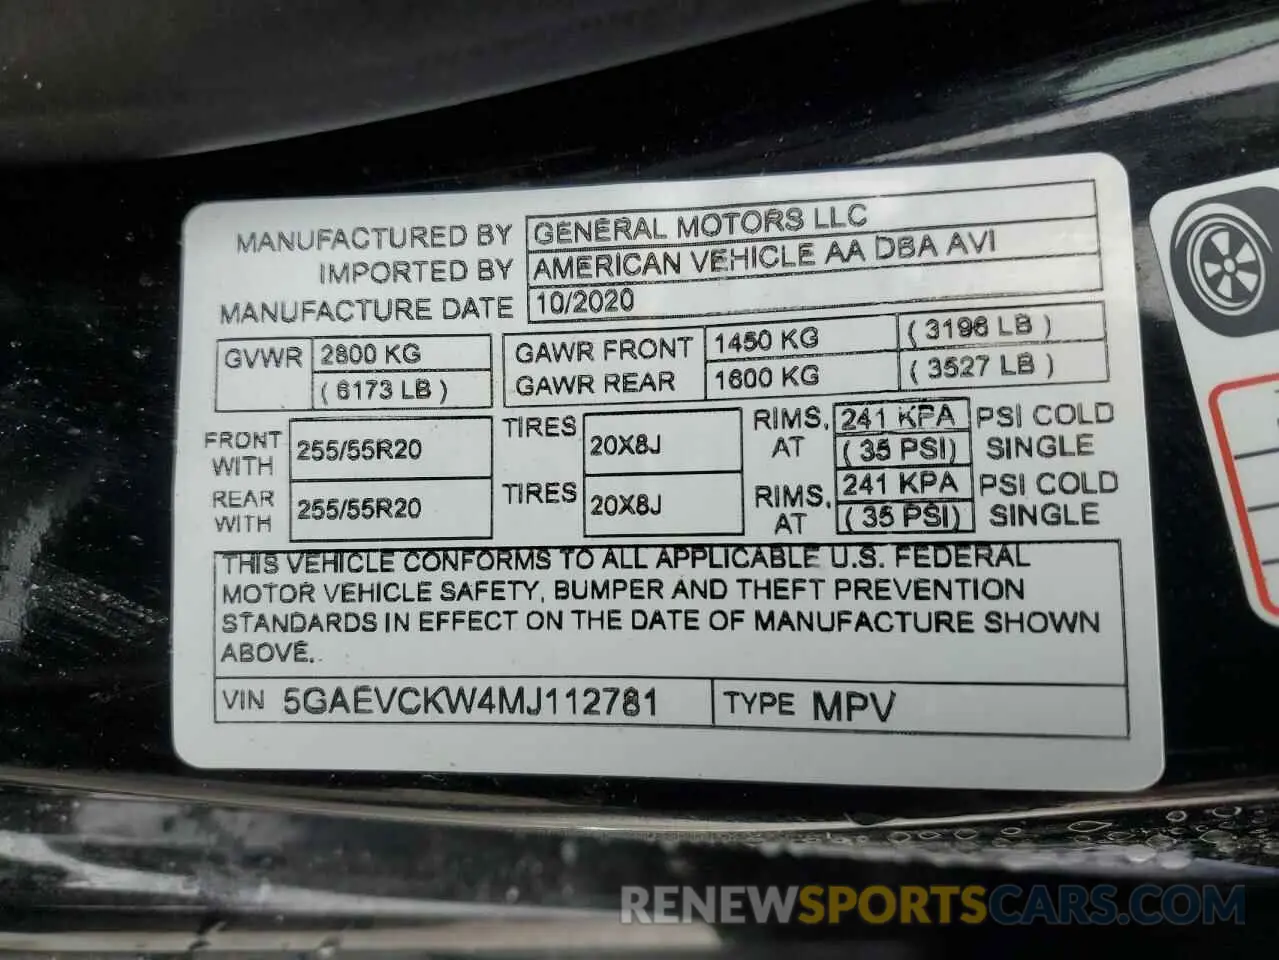 MANUFACTURED BY GENERAL MOTORS LLC
IMPORTED BY AMERICAN VEHICLE AA DBA AVI
MANUFACTURE DATE 10/2020
GVWR 2800 KG GAWR FRONT 1450 KG ( 3196 LB )
( 6173 LB ) GAWR REAR 1600 KG ( 3527 LB )
FRONT WITH 255/55R20 TIRES 20X8J RIMS, AT 241 KPA PSI COLD
( 35 PSI) SINGLE
REAR WITH 255/55R20 TIRES 20X8J RIMS, AT 241 KPA PSI COLD
( 35 PSI) SINGLE
THIS VEHICLE CONFORMS TO ALL APPLICABLE U.S. FEDERAL
MOTOR VEHICLE SAFETY, BUMPER AND THEFT PREVENTION
STANDARDS IN EFFECT ON THE DATE OF MANUFACTURE SHOWN
ABOVE.
VIN 5GAEVCKW4MJ112781 TYPE MPV
RENEWSPORTSCARS.COM